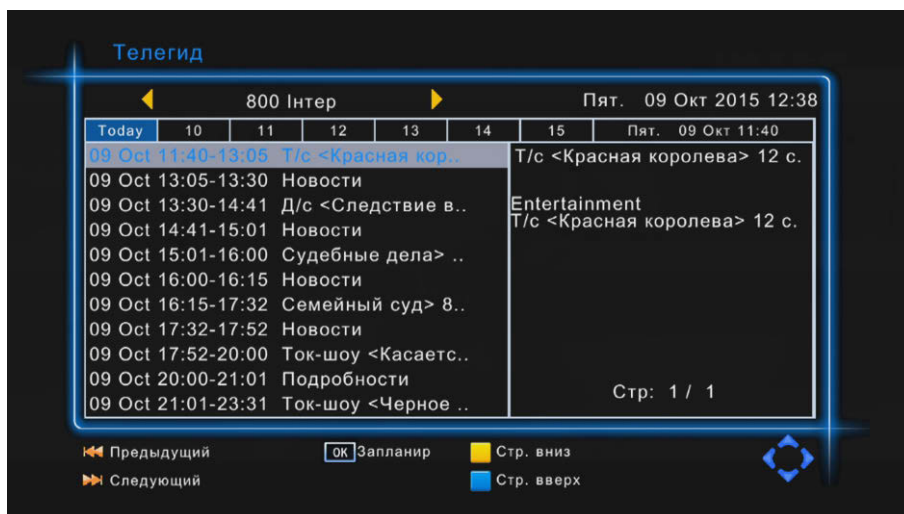 Телегид
800 Інтер
Пят. 09 Окт 2015 12:38
Today 10 11 12 13 14 15 Пят. 09 Окт 11:40
09 Oct 11:40-13:05 Т/с <Красная кор..
09 Oct 13:05-13:30 Новости
09 Oct 13:30-14:41 Д/с <Следствие в..
09 Oct 14:41-15:01 Новости
09 Oct 15:01-16:00 Судебные дела> ..
09 Oct 16:00-16:15 Новости
09 Oct 16:15-17:32 Семейный суд> 8..
09 Oct 17:32-17:52 Новости
09 Oct 17:52-20:00 Ток-шоу <Касаетс..
09 Oct 20:00-21:01 Подробности
09 Oct 21:01-23:31 Ток-шоу <Черное ..
Т/с <Красная королева> 12 с.
Entertainment
Т/с <Красная королева> 12 с.
Стр: 1 / 1
Предыдущий
OK Запланир
Стр. вниз
Следующий
Стр. вверх